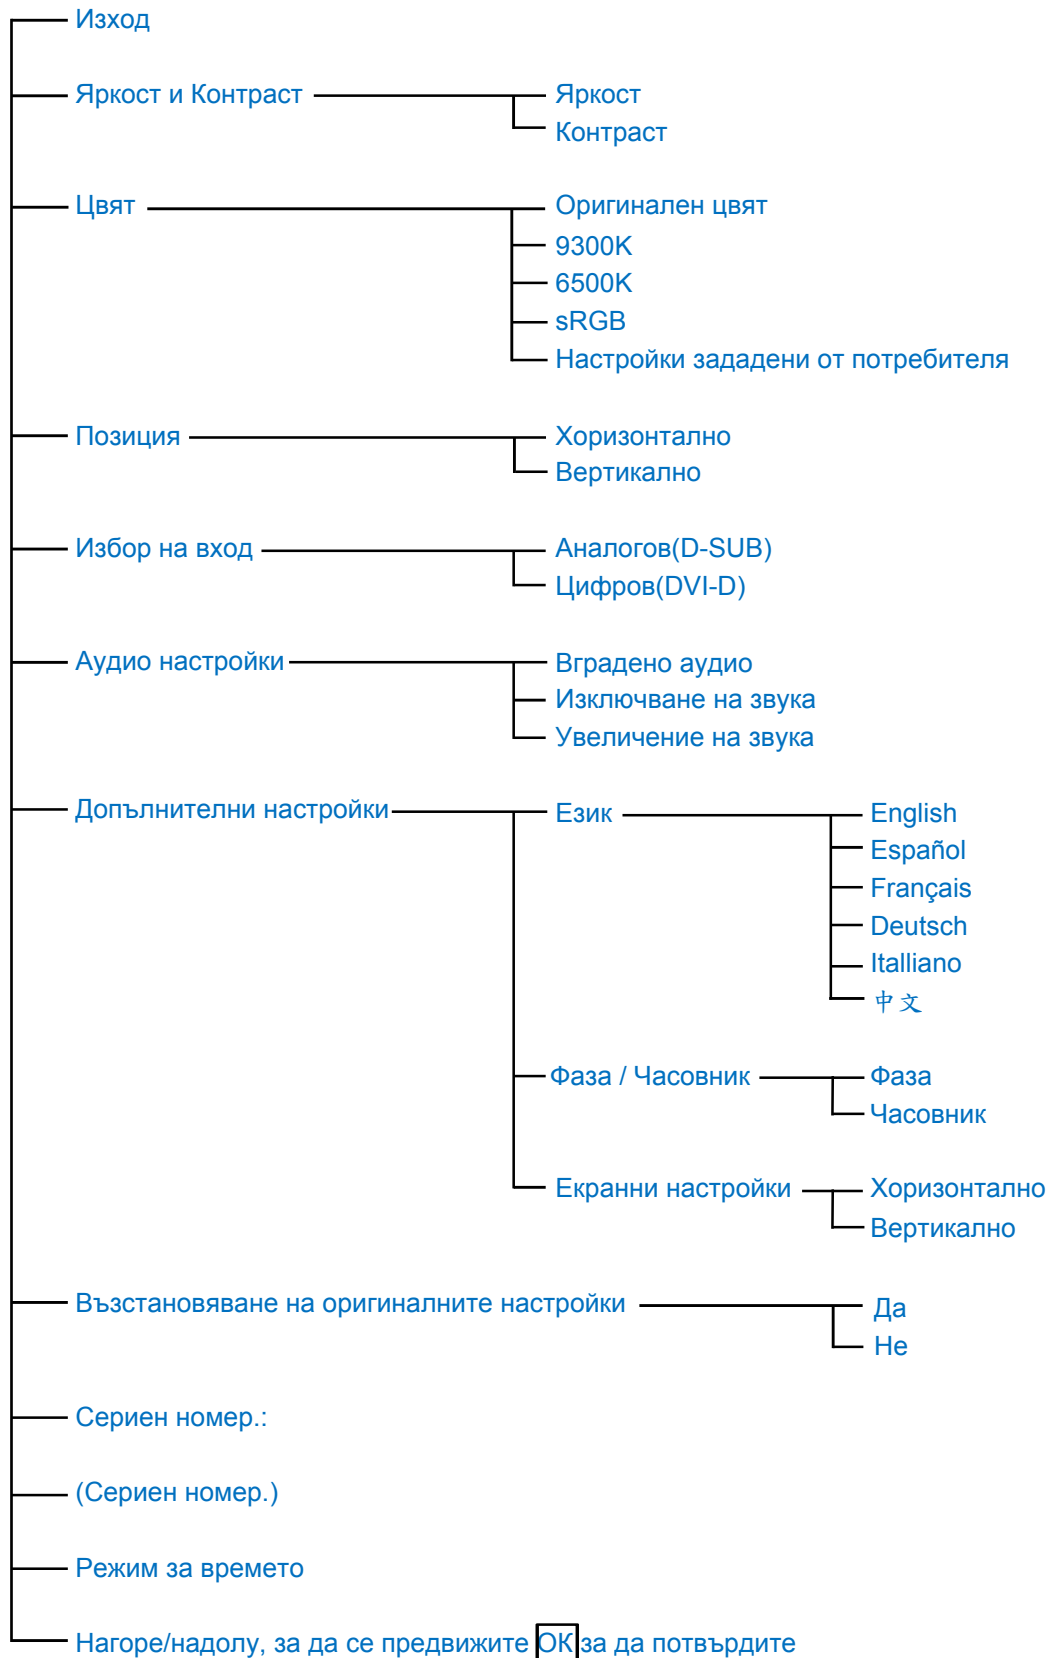 Изход
Яркост и Контраст
Яркост
Контраст
Цвят
Оригинален цвят
9300K
6500K
sRGB
Настройки зададени от потребителя
Позиция
Хоризонтално
Вертикално
Избор на вход
Аналогов(D-SUB)
Цифров(DVI-D)
Аудио настройки
Вградено аудио
Изключване на звука
Увеличение на звука
Допълнителни настройки
Език
English
Español
Français
Deutsch
Italliano
中文
Фаза / Часовник
Фаза
Часовник
Екранни настройки
Хоризонтално
Вертикално
Възстановяване на оригиналните настройки
Да
Не
Сериен номер.:
(Сериен номер.)
Режим за времето
Нагоре/надолу, за да се предвижите OK за да потвърдите